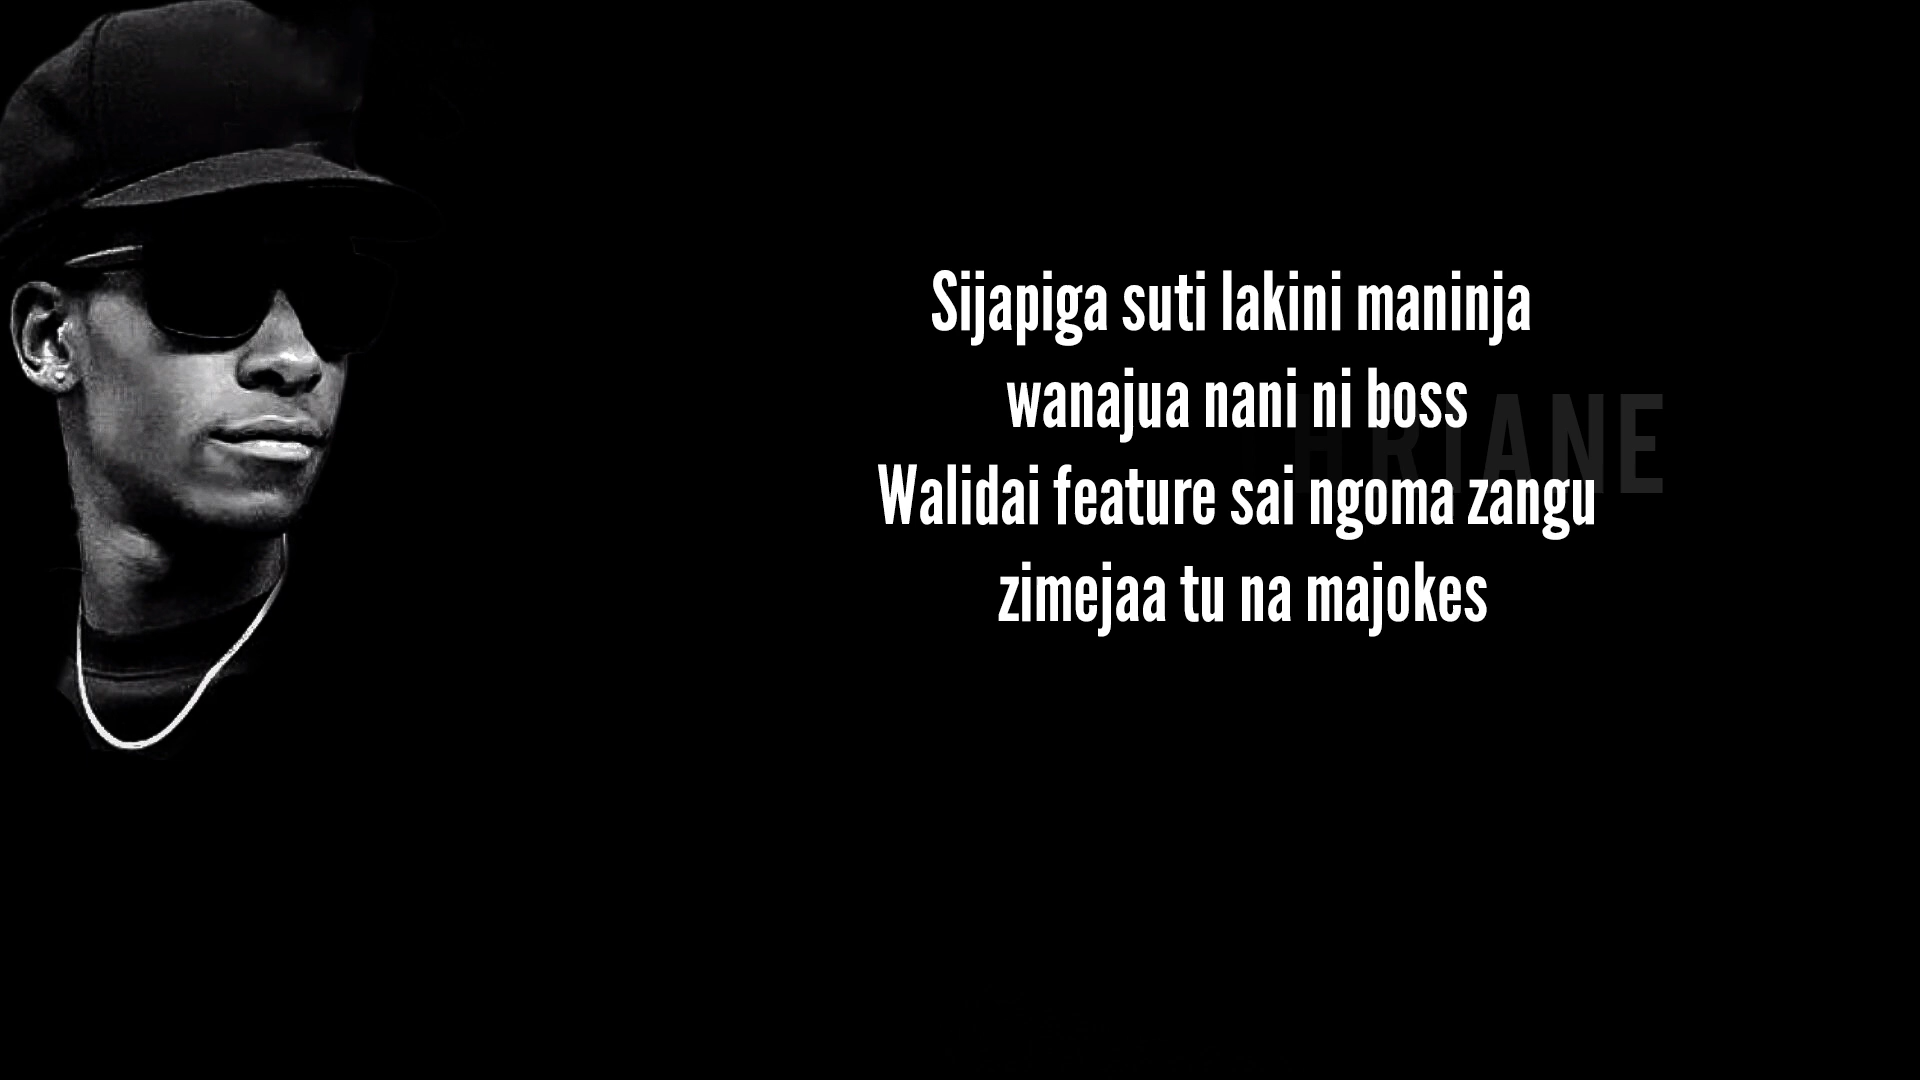 Sijapiga suti lakini maninja
wanajua nani ni boss
Walidai feature sai ngoma zangu
zimejaa tu na majokes